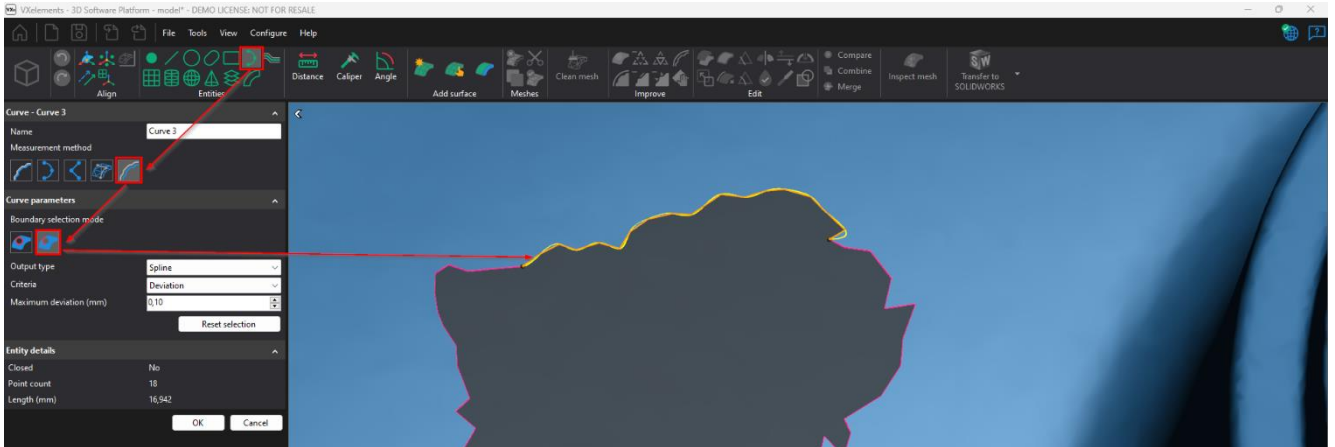 VXelements - 3D Software Platform - model* - DEMO LICENSE: NOT FOR RESALE
File Tools View Configure Help
Align
Entities
Distance
Caliper
Angle
Add surface
Clean mesh
Meshes
Improve
Edit
Compare
Combine
Merge
Inspect mesh
Transfer to
SOLIDWORKS
Curve - Curve 3
Name Curve 3
Measurement method
Curve parameters
Boundary selection mode
Output type Spline
Criteria Deviation
Maximum deviation (mm) 0,10
Reset selection
Entity details
Closed No
Point count 18
Length (mm) 16,942
OK Cancel